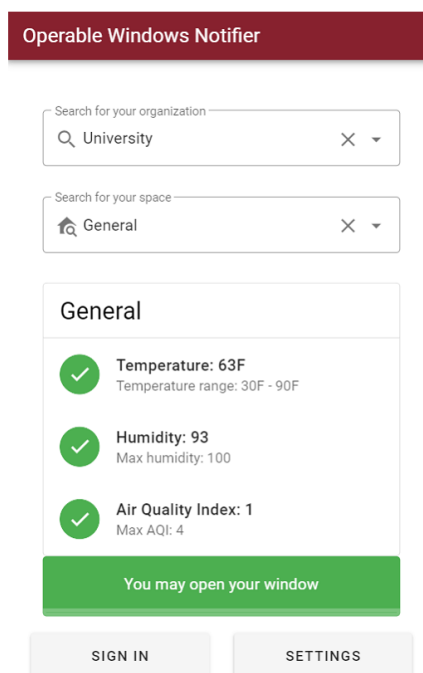 Operable Windows Notifier
Search for your organization
University
Search for your space
General
General
Temperature: 63F
Temperature range: 30F - 90F
Humidity: 93
Max humidity: 100
Air Quality Index: 1
Max AQI: 4
You may open your window
SIGN IN SETTINGS